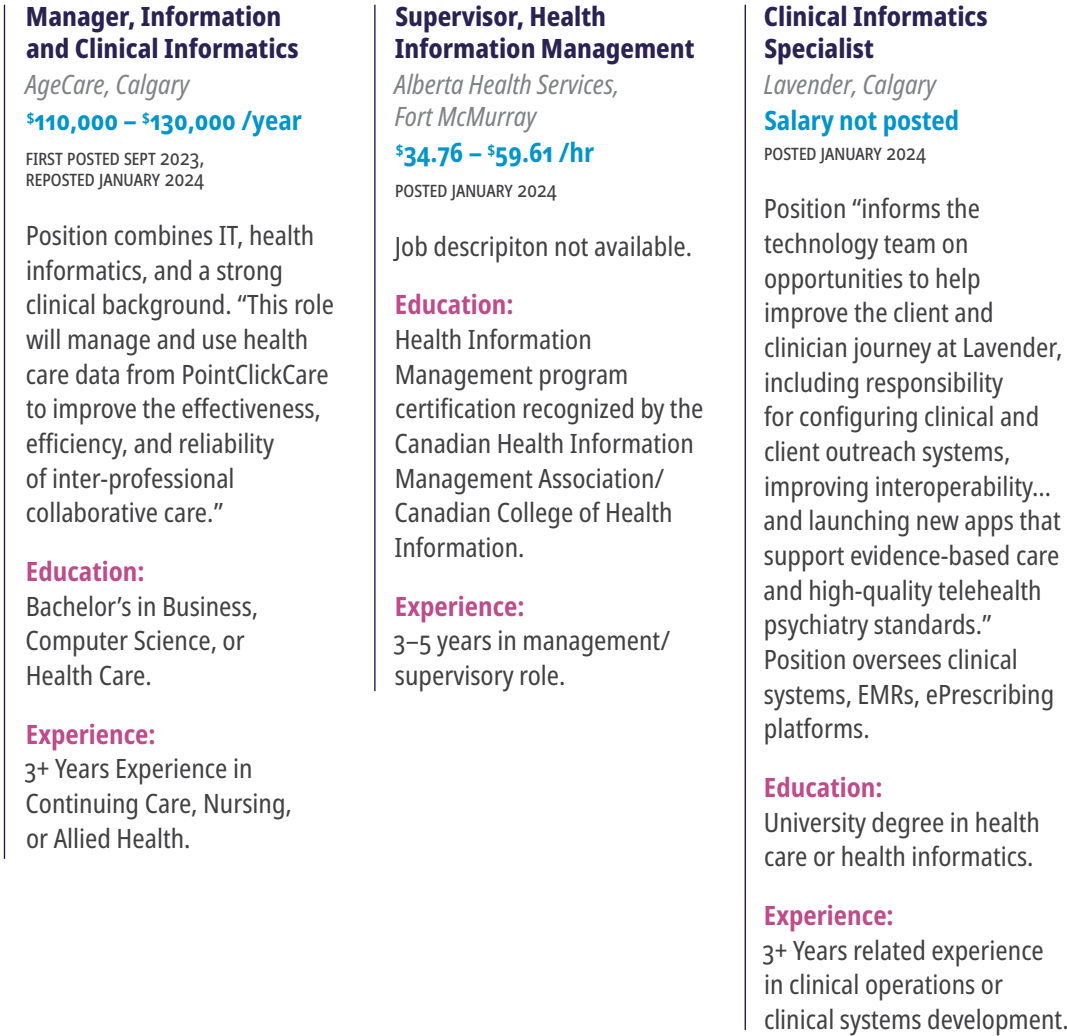 Manager, Information
and Clinical Informatics
AgeCare, Calgary
$110,000 – $130,000 /year
FIRST POSTED SEPT 2023,
REPOSTED JANUARY 2024
Position combines IT, health
informatics, and a strong
clinical background. “This role
will manage and use health
care data from PointClickCare
to improve the effectiveness,
efficiency, and reliability
of inter-professional
collaborative care.”
Education:
Bachelor’s in Business,
Computer Science, or
Health Care.
Experience:
3+ Years Experience in
Continuing Care, Nursing,
or Allied Health.
Supervisor, Health
Information Management
Alberta Health Services,
Fort McMurray
$34.76 – $59.61 /hr
POSTED JANUARY 2024
Job descripiton not available.
Education:
Health Information
Management program
certification recognized by the
Canadian Health Information
Management Association/
Canadian College of Health
Information.
Experience:
3–5 years in management/
supervisory role.
Clinical Informatics
Specialist
Lavender, Calgary
Salary not posted
POSTED JANUARY 2024
Position “informs the
technology team on
opportunities to help
improve the client and
clinician journey at Lavender,
including responsibility
for configuring clinical and
client outreach systems,
improving interoperability...
and launching new apps that
support evidence-based care
and high-quality telehealth
psychiatry standards.”
Position oversees clinical
systems, EMRs, ePrescribing
platforms.
Education:
University degree in health
care or health informatics.
Experience:
3+ Years related experience
in clinical operations or
clinical systems development.